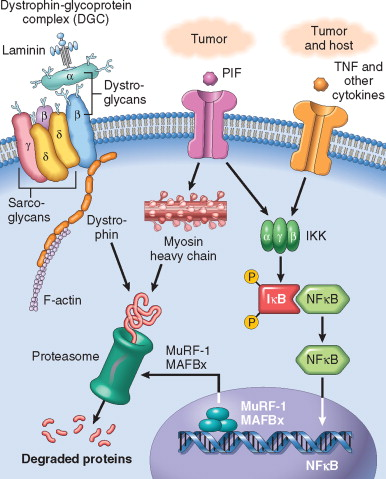 Dystrophin-glycoprotein
complex (DGC)
Laminin
α
Dystro-
glycans
β
β
γ
δ
δ
Sarco-
glycans
Dystro-
phin
F-actin
Tumor
PIF
Tumor
and host
TNF and
other
cytokines
Myosin
heavy chain
α γ β
IKK
P
IκB
NFκB
P
NFκB
Proteasome
MuRF-1
MAFBx
MuRF-1
MAFBx
NFκB
Degraded proteins